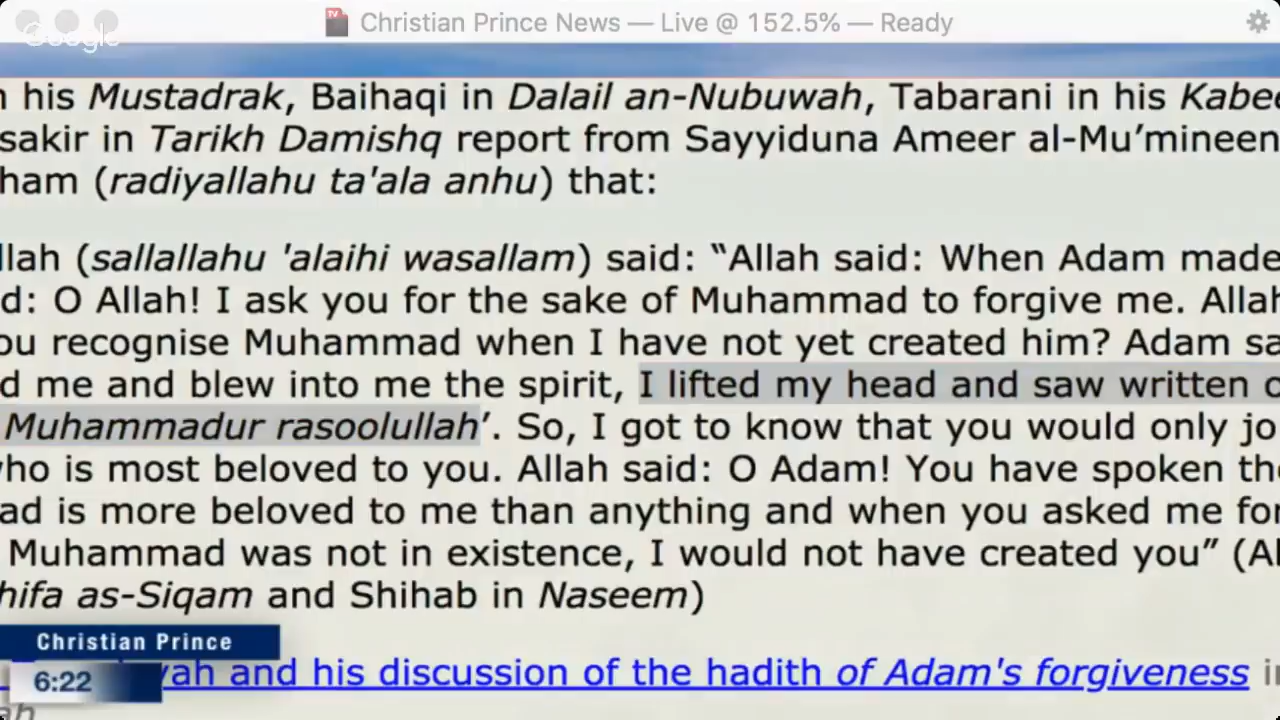 Christian Prince News — Live @ 152.5% — Ready
Google
n his Mustadrak, Baihaqi in Dalail an-Nubuwah, Tabarani in his Kabee
sakir in Tarikh Damishq report from Sayyiduna Ameer al-Mu’mineen
ham (radiyallahu ta'ala anhu) that:
llah (sallallahu 'alaihi wasallam) said: “Allah said: When Adam made
d: O Allah! I ask you for the sake of Muhammad to forgive me. Allah
ou recognise Muhammad when I have not yet created him? Adam sa
d me and blew into me the spirit, I lifted my head and saw written o
Muhammadur rasoolullah’. So, I got to know that you would only jo
who is most beloved to you. Allah said: O Adam! You have spoken the
ad is more beloved to me than anything and when you asked me for
Muhammad was not in existence, I would not have created you” (Al
hifa as-Siqam and Shihab in Naseem)
Christian Prince
yah and his discussion of the hadith of Adam's forgiveness in
6:22
ah